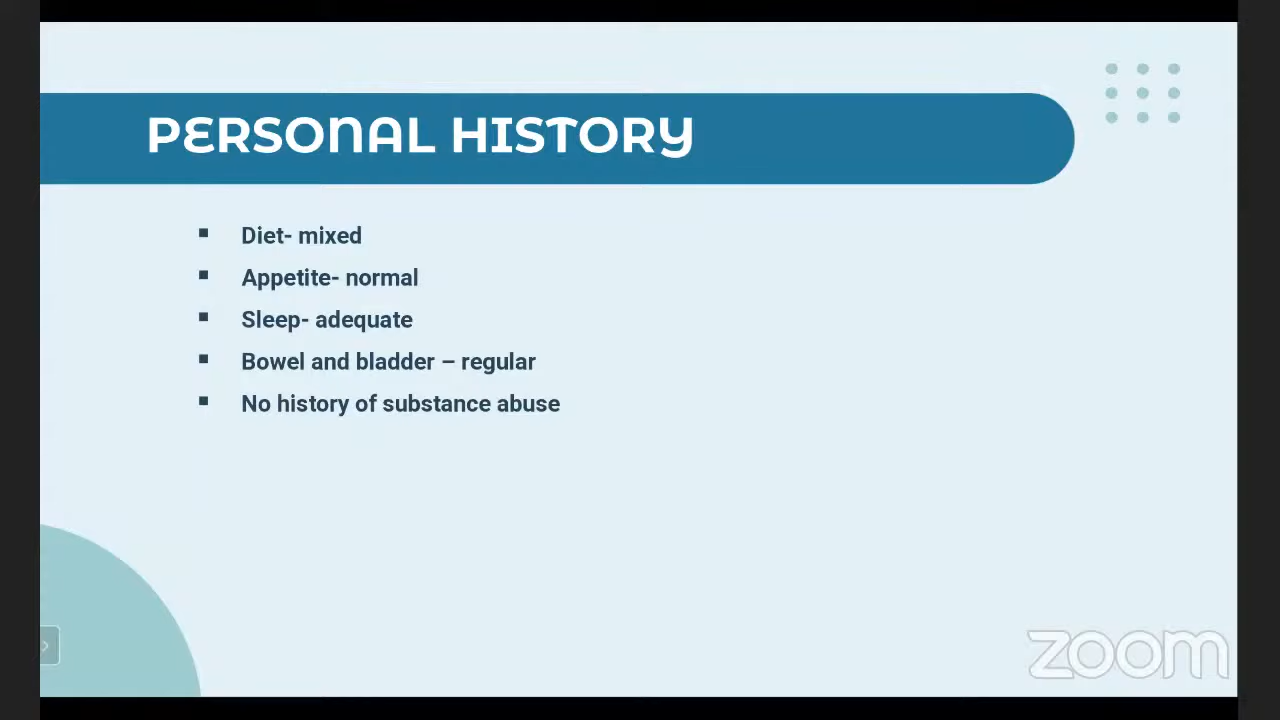 PERSONAL HISTORY
▪ Diet- mixed
▪ Appetite- normal
▪ Sleep- adequate
▪ Bowel and bladder – regular
▪ No history of substance abuse
zoom